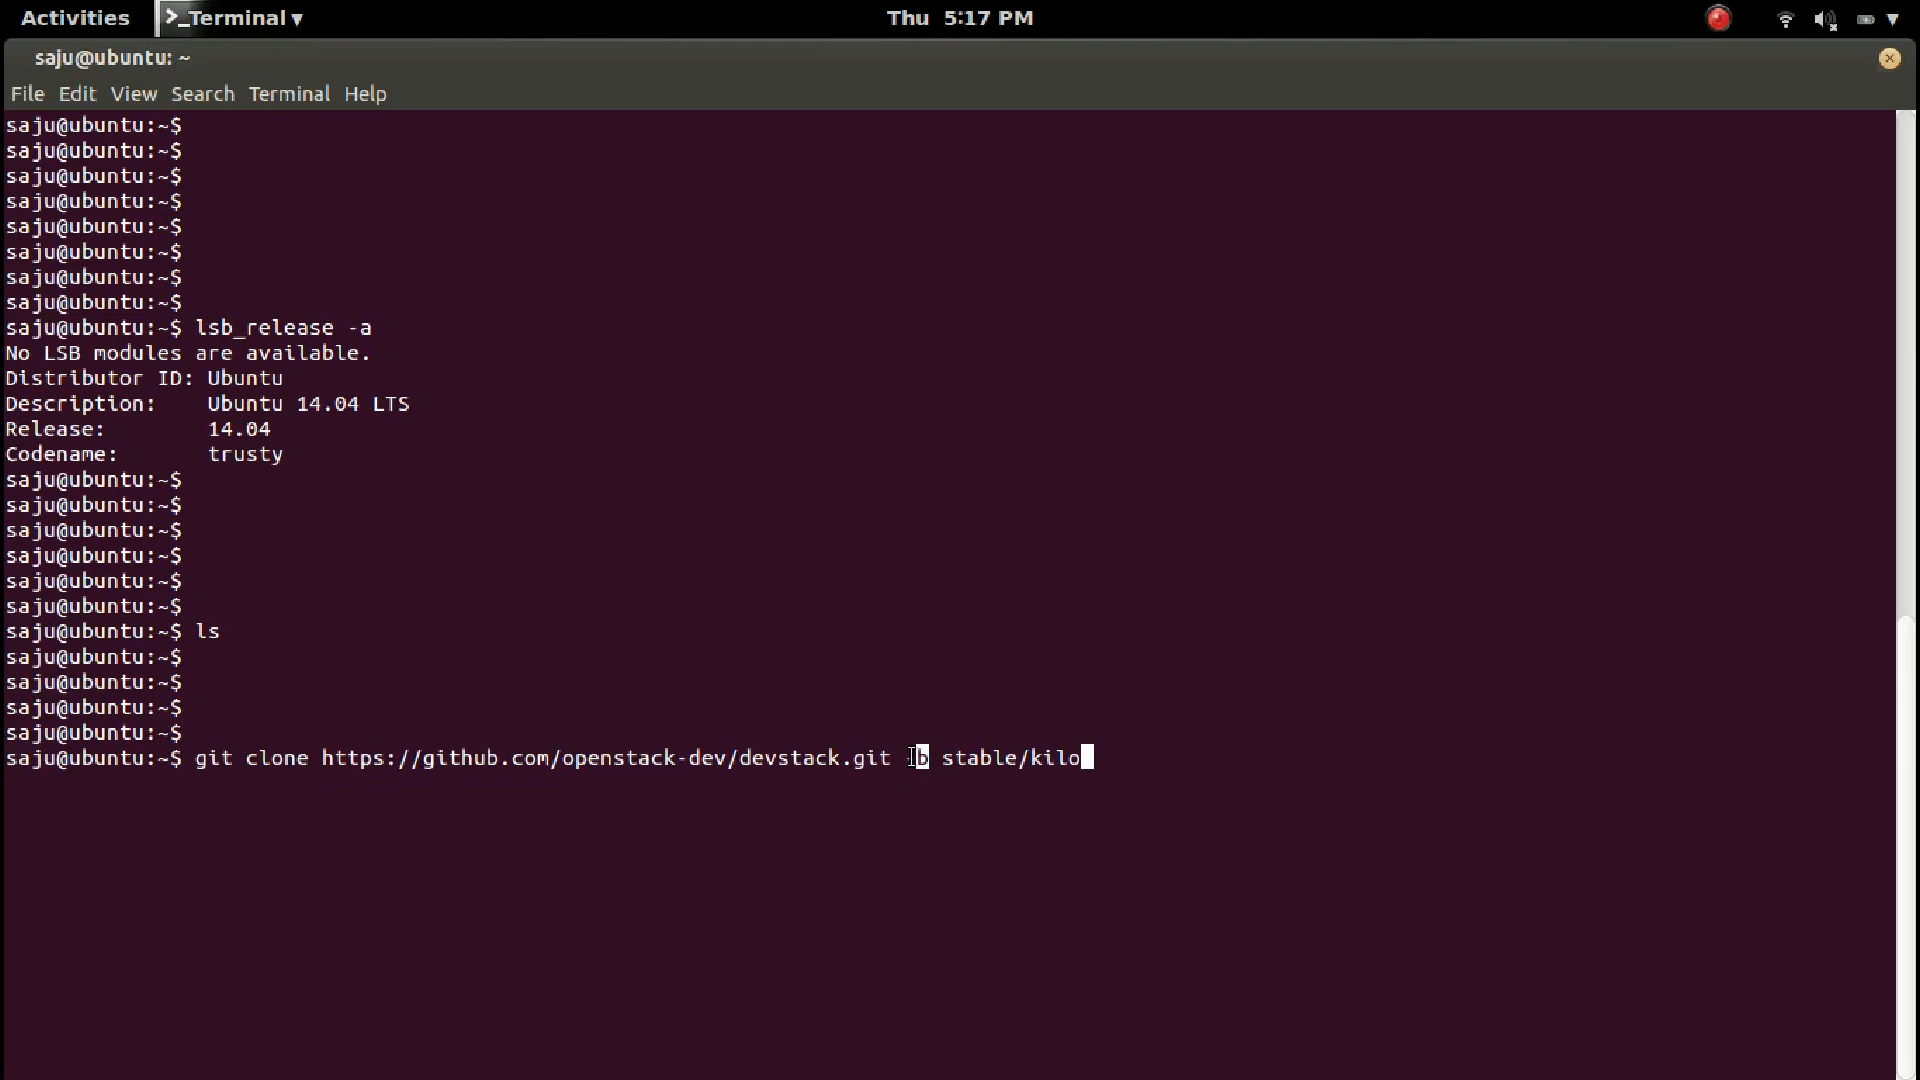 Activities
>_Terminal ▾
Thu 5:17 PM
saju@ubuntu: ~
File Edit View Search Terminal Help
saju@ubuntu:~$
saju@ubuntu:~$
saju@ubuntu:~$
saju@ubuntu:~$
saju@ubuntu:~$
saju@ubuntu:~$
saju@ubuntu:~$
saju@ubuntu:~$
saju@ubuntu:~$ lsb_release -a
No LSB modules are available.
Distributor ID: Ubuntu
Description:    Ubuntu 14.04 LTS
Release:        14.04
Codename:       trusty
saju@ubuntu:~$
saju@ubuntu:~$
saju@ubuntu:~$
saju@ubuntu:~$
saju@ubuntu:~$
saju@ubuntu:~$
saju@ubuntu:~$ ls
saju@ubuntu:~$
saju@ubuntu:~$
saju@ubuntu:~$
saju@ubuntu:~$
saju@ubuntu:~$ git clone https://github.com/openstack-dev/devstack.git -b stable/kilo